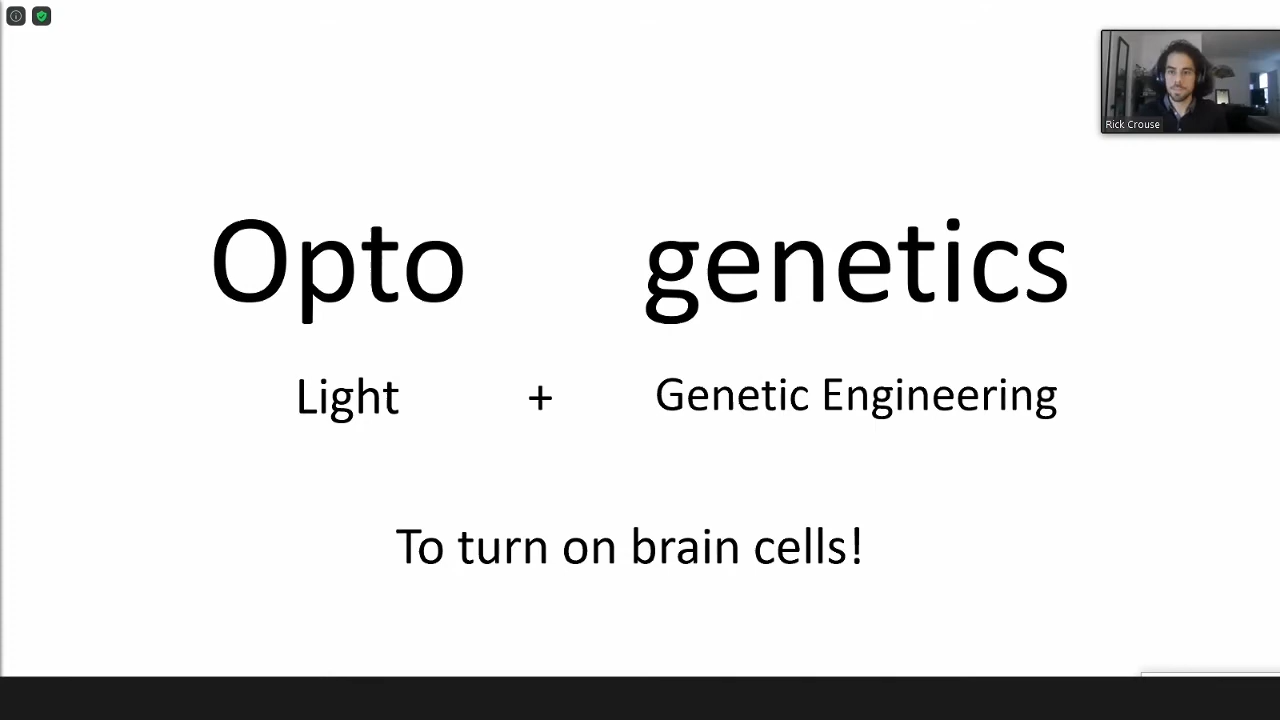 Rick Crouse
Opto genetics
Light + Genetic Engineering
To turn on brain cells!